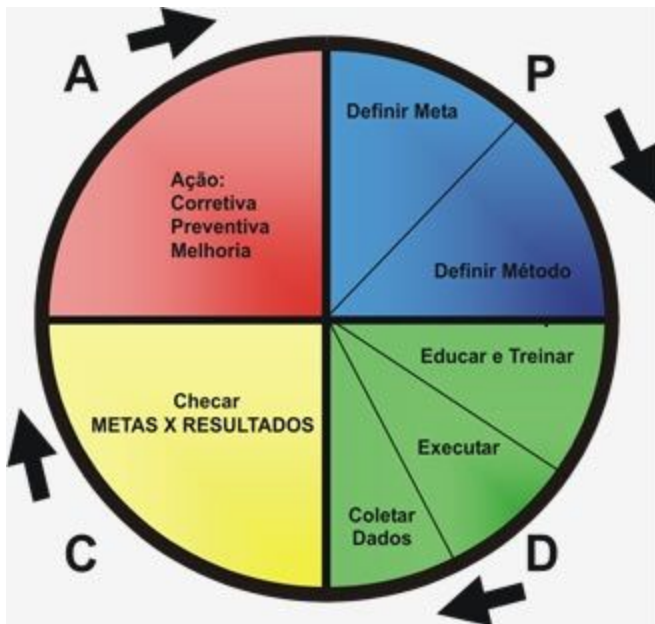 A
P
Definir Meta
Ação:
Corretiva
Preventiva
Melhoria
Definir Método
Educar e Treinar
Checar
METAS X RESULTADOS
Executar
Coletar
Dados
C
D